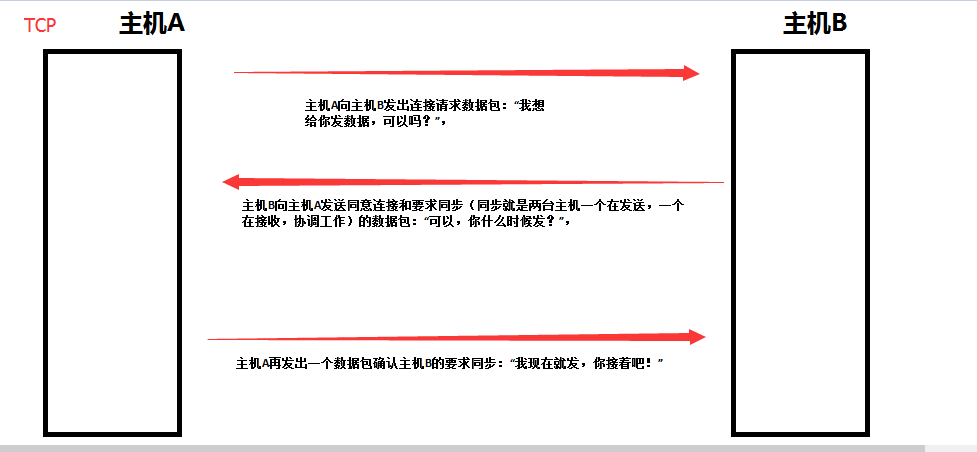 TCP 主机A 主机B
主机A向主机B发出连接请求数据包：“我想
给你发数据，可以吗？”，
主机B向主机A发送同意连接和要求同步（同步就是两台主机一个在发送，一个
在接收，协调工作）的数据包：“可以，你什么时候发？”，
主机A再发出一个数据包确认主机B的要求同步：“我现在就发，你接着吧！”